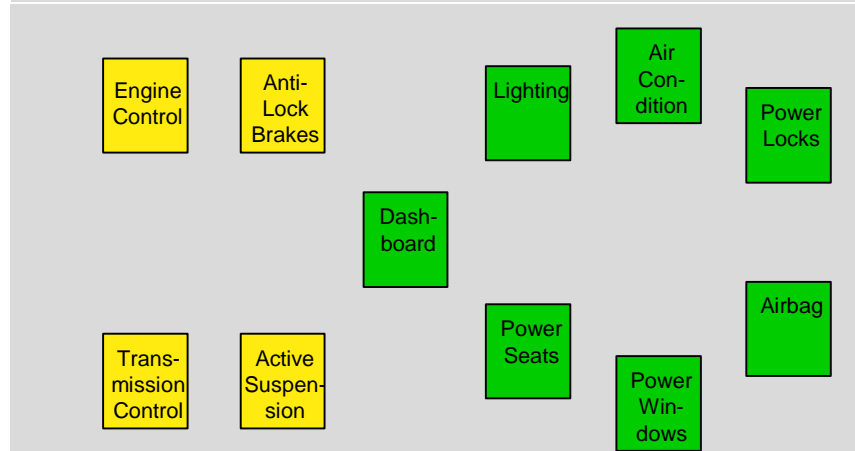 Engine
Control
Anti-
Lock
Brakes
Lighting
Air
Con-
dition
Power
Locks
Dash-
board
Power
Seats
Airbag
Trans-
mission
Control
Active
Suspen-
sion
Power
Win-
dows